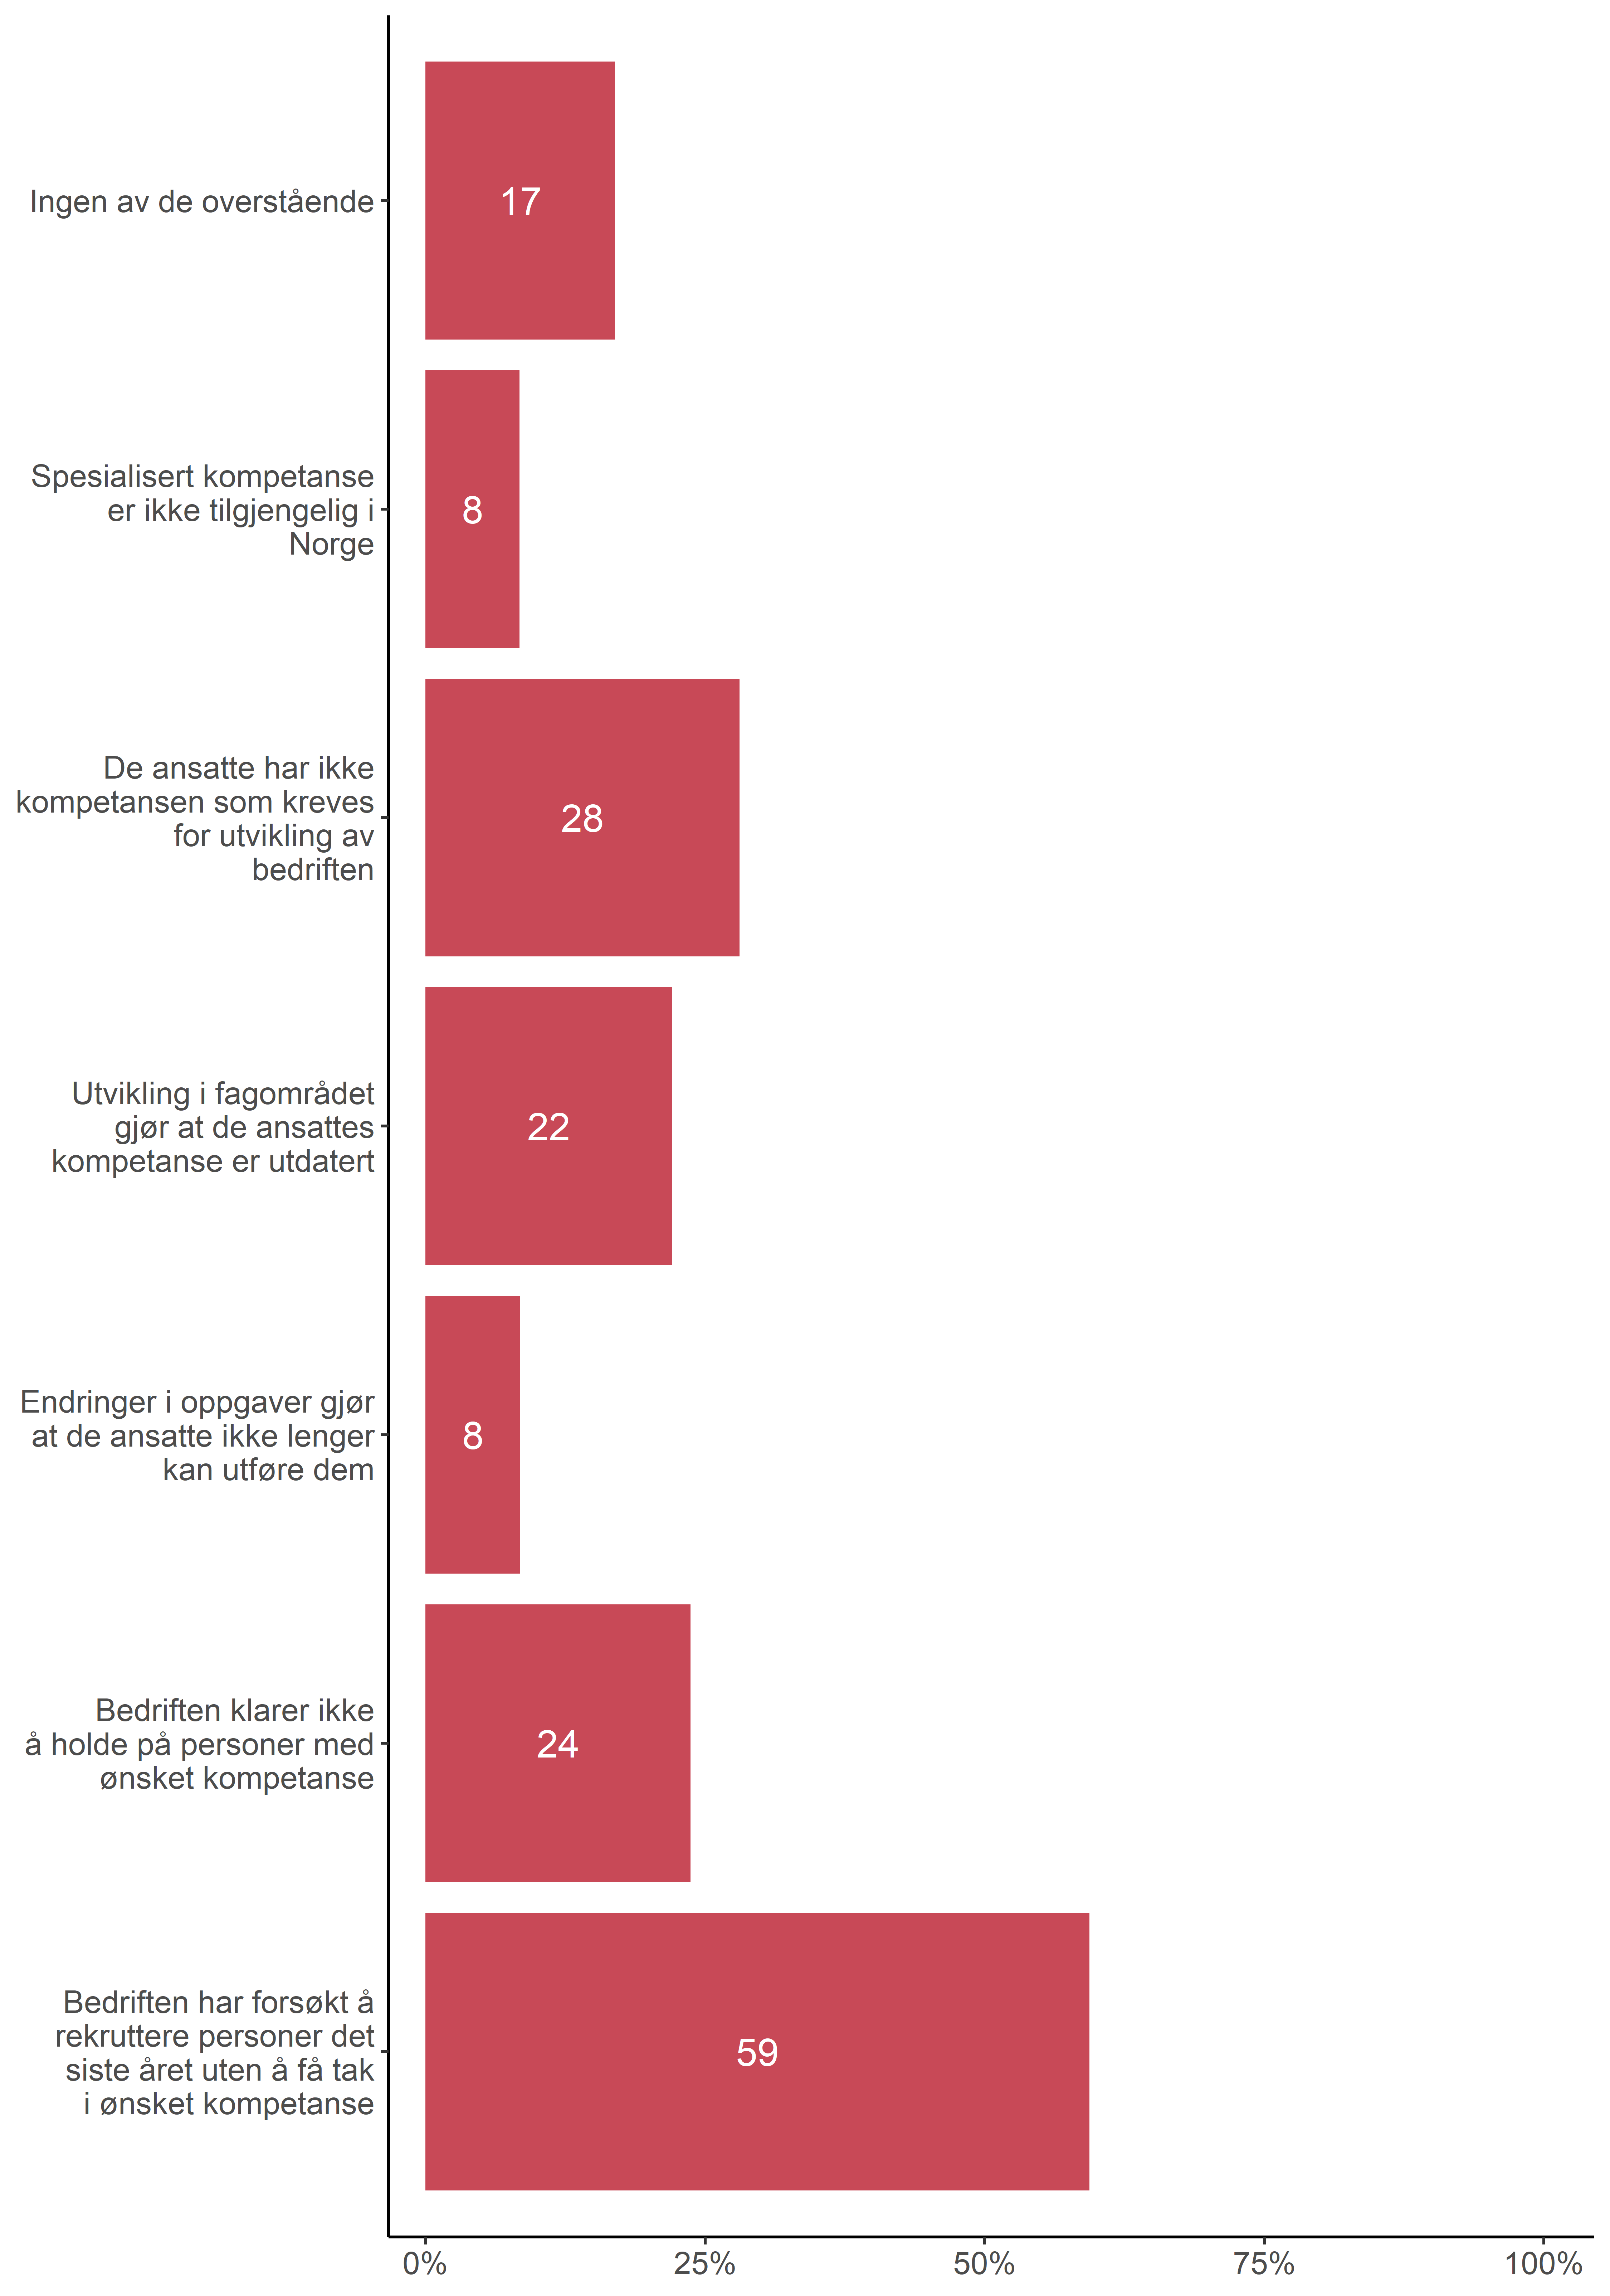 Ingen av de overstående
17
Spesialisert kompetanse
er ikke tilgjengelig i
Norge
8
De ansatte har ikke
kompetansen som kreves
for utvikling av
bedriften
28
Utvikling i fagområdet
gjør at de ansattes
kompetanse er utdatert
22
Endringer i oppgaver gjør
at de ansatte ikke lenger
kan utføre dem
8
Bedriften klarer ikke
å holde på personer med
ønsket kompetanse
24
Bedriften har forsøkt å
rekruttere personer det
siste året uten å få tak
i ønsket kompetanse
59
0% 25% 50% 75% 100%